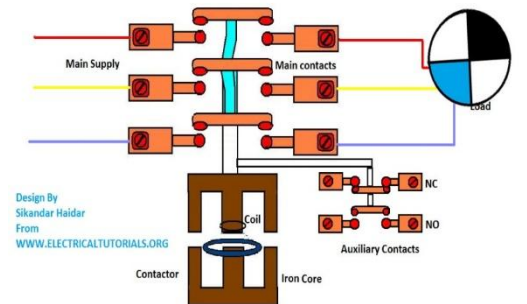 Main Supply
Main contacts
Load
NC
NO
Auxiliary Contacts
Coil
Design By
Sikandar Haidar
From
WWW.ELECTRICALTUTORIALS.ORG
Contactor
Iron Core